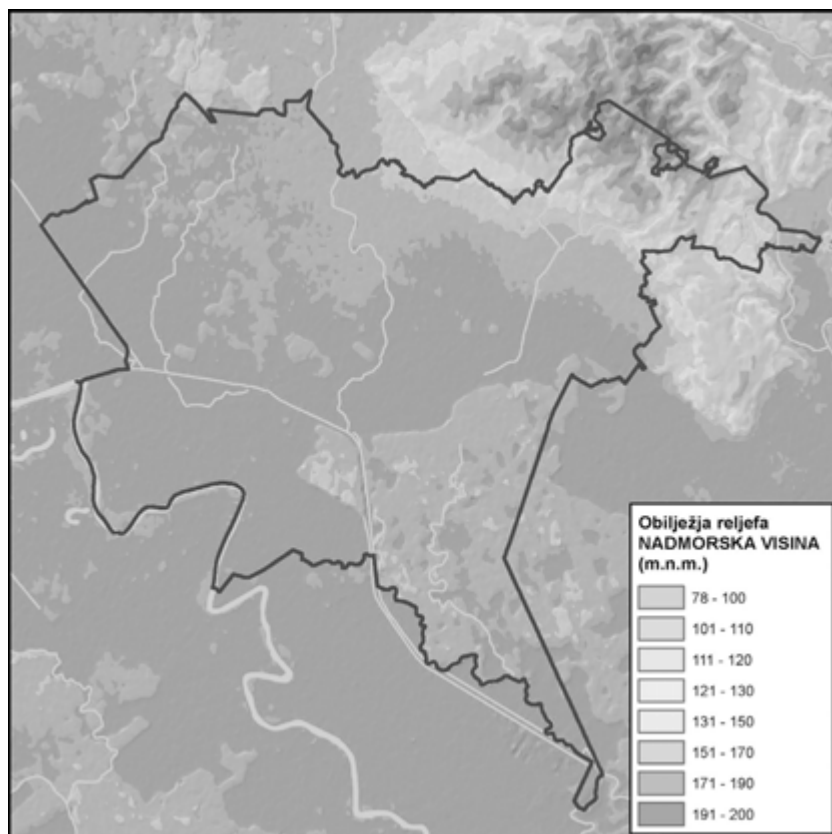 Obilježja reljefa
NADMORSKA VISINA
(m.n.m.)
78 - 100
101 - 110
111 - 120
121 - 130
131 - 150
151 - 170
171 - 190
191 - 200